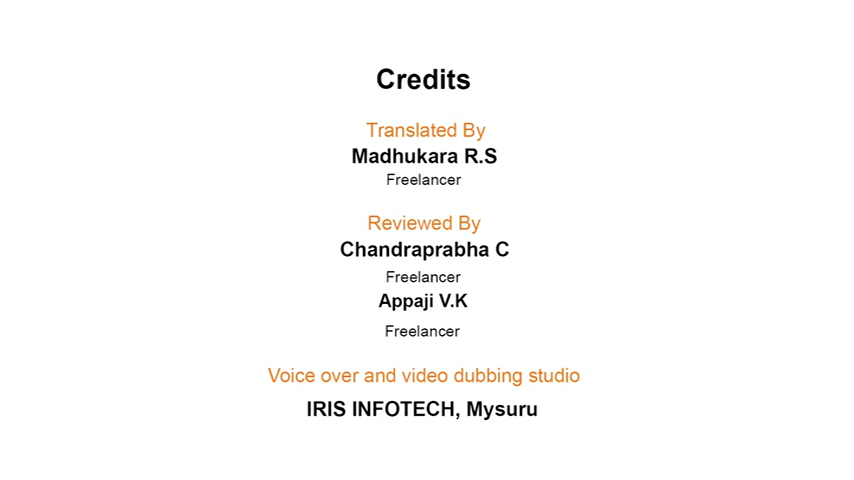 Credits
Translated By
Madhukara R.S
Freelancer
Reviewed By
Chandraprabha C
Freelancer
Appaji V.K
Freelancer
Voice over and video dubbing studio
IRIS INFOTECH, Mysuru